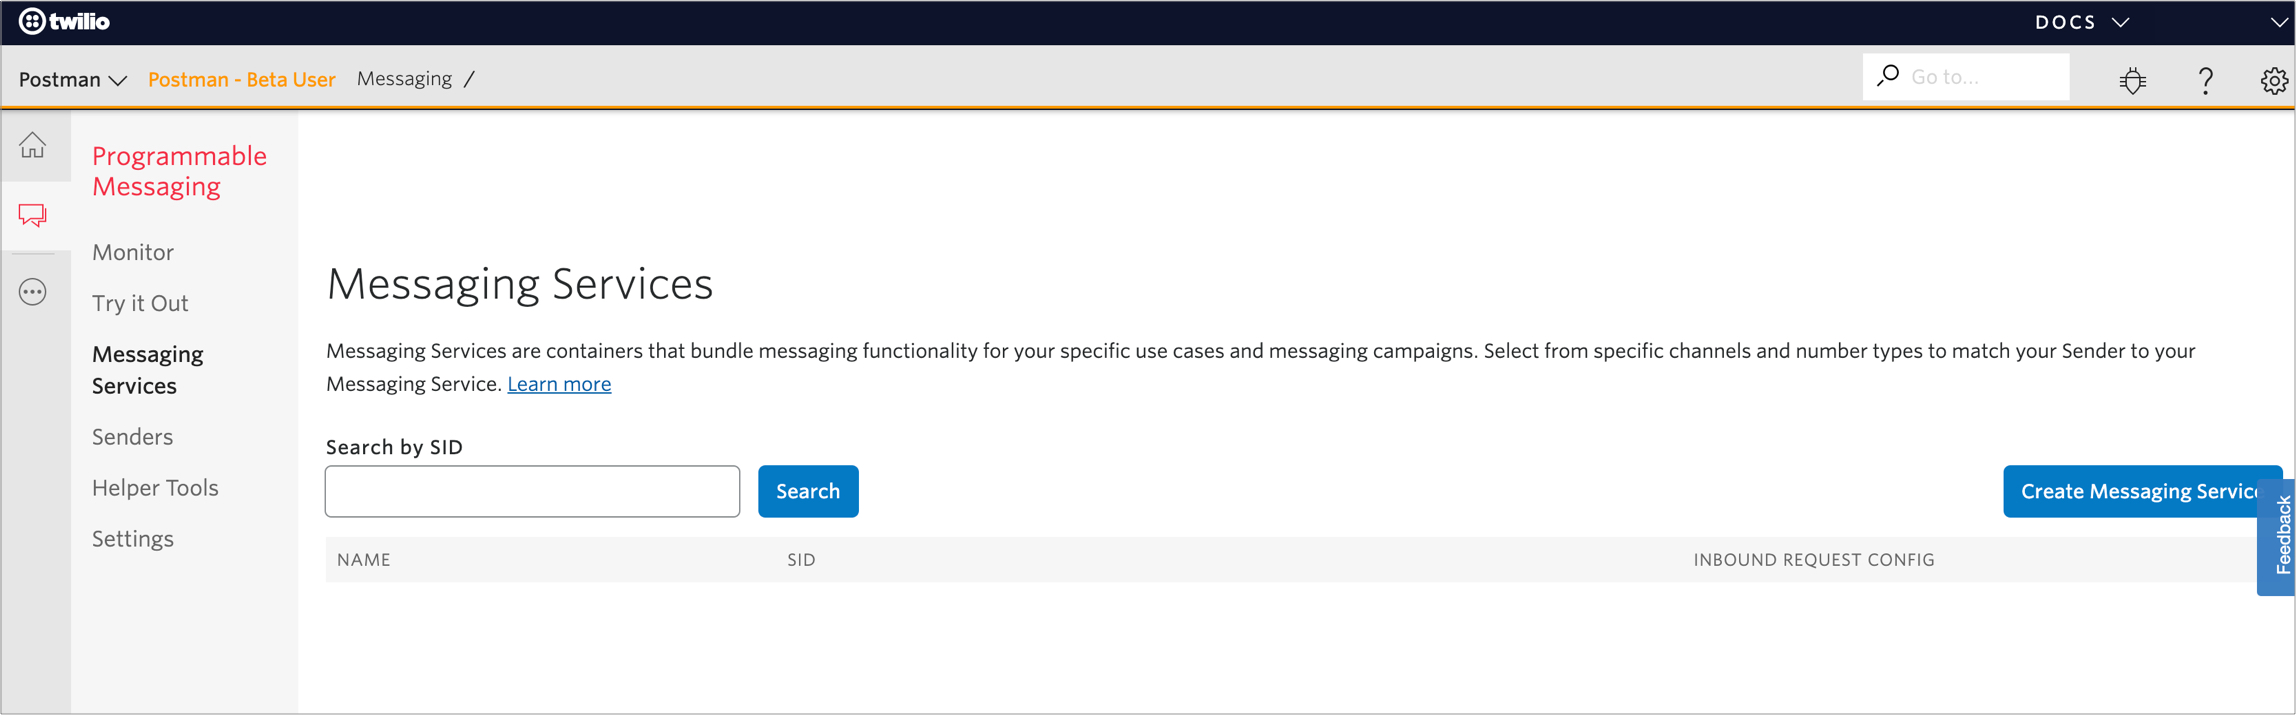 twilio
DOCS
Postman
Postman - Beta User
Messaging /
Go to...
?
Programmable
Messaging
Monitor
Try it Out
Messaging
Services
Senders
Helper Tools
Settings
Messaging Services
Messaging Services are containers that bundle messaging functionality for your specific use cases and messaging campaigns. Select from specific channels and number types to match your Sender to your
Messaging Service. Learn more
Search by SID
Search
Create Messaging Service
Feedback
NAME
SID
INBOUND REQUEST CONFIG